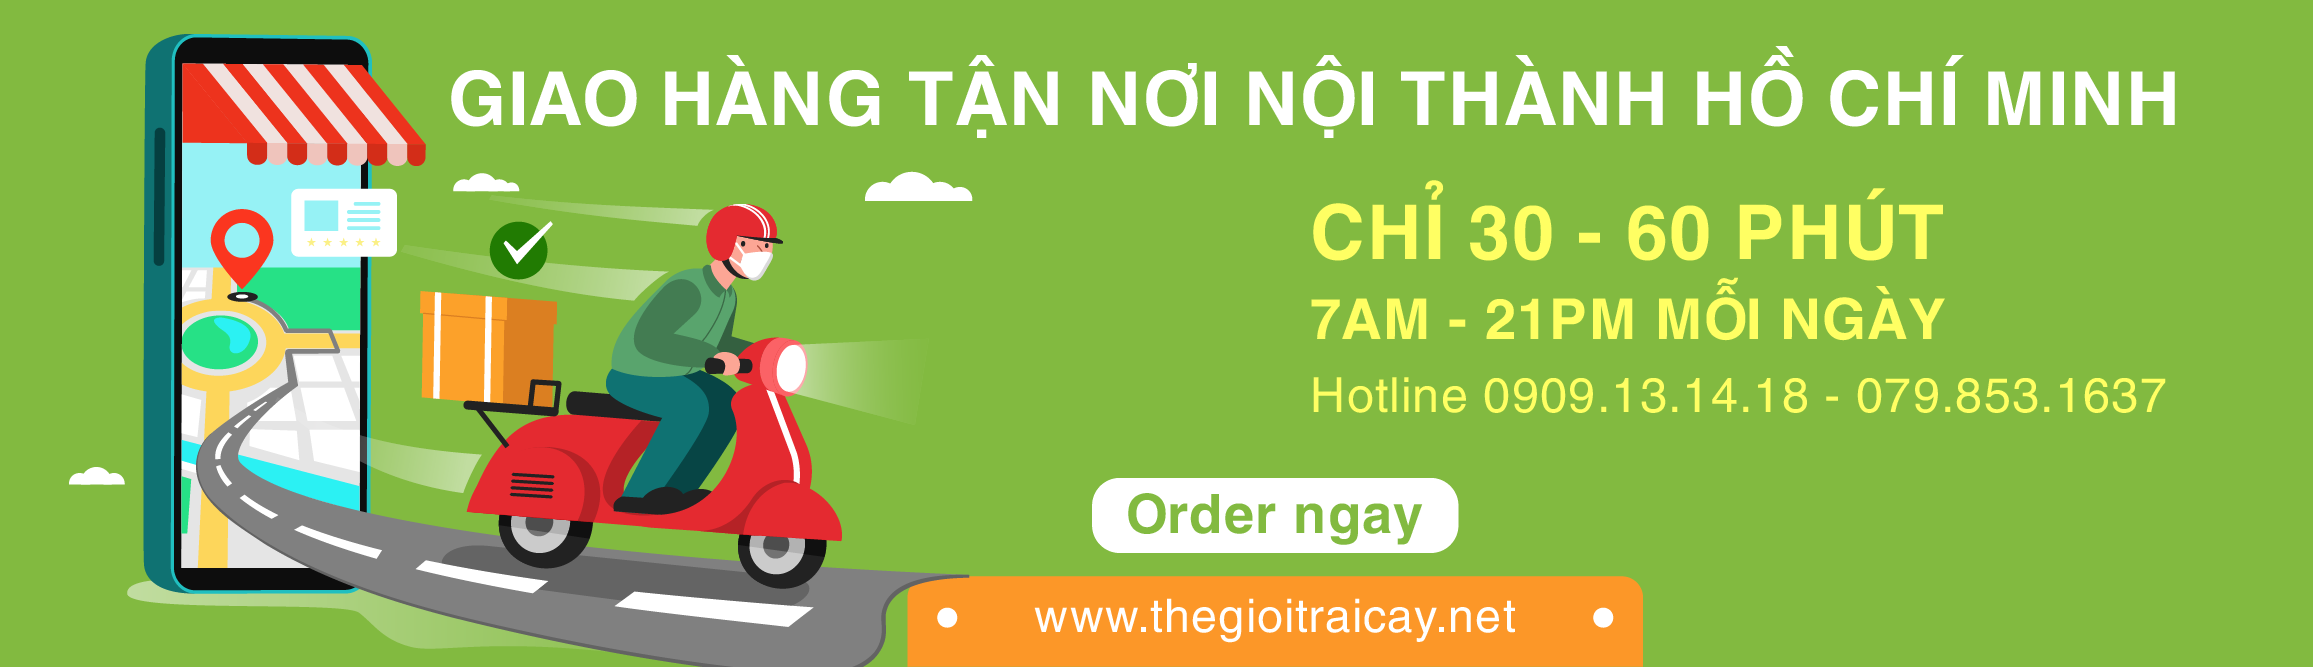 GIAO HÀNG TẬN NƠI NỘI THÀNH HỒ CHÍ MINH
CHỈ 30 - 60 PHÚT
7AM - 21PM MỖI NGÀY
Hotline 0909.13.14.18 - 079.853.1637
Order ngay
www.thegioitraicay.net